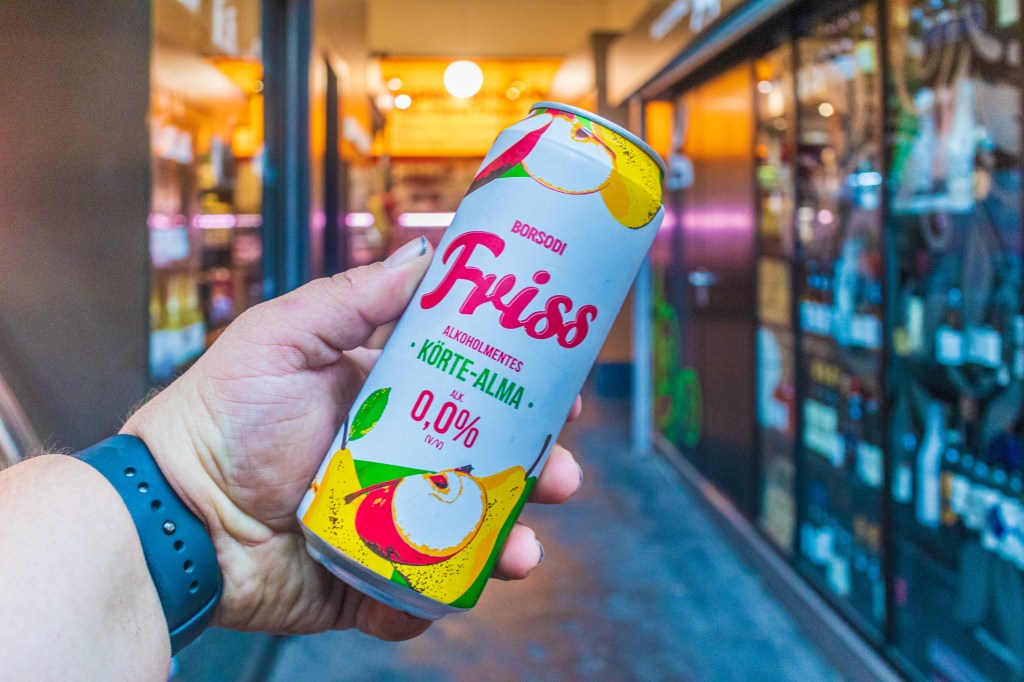 BORSODI
Friss
ALKOHOLMENTES
• KÖRTE-ALMA •
ALK.
0,0%
(V/V)